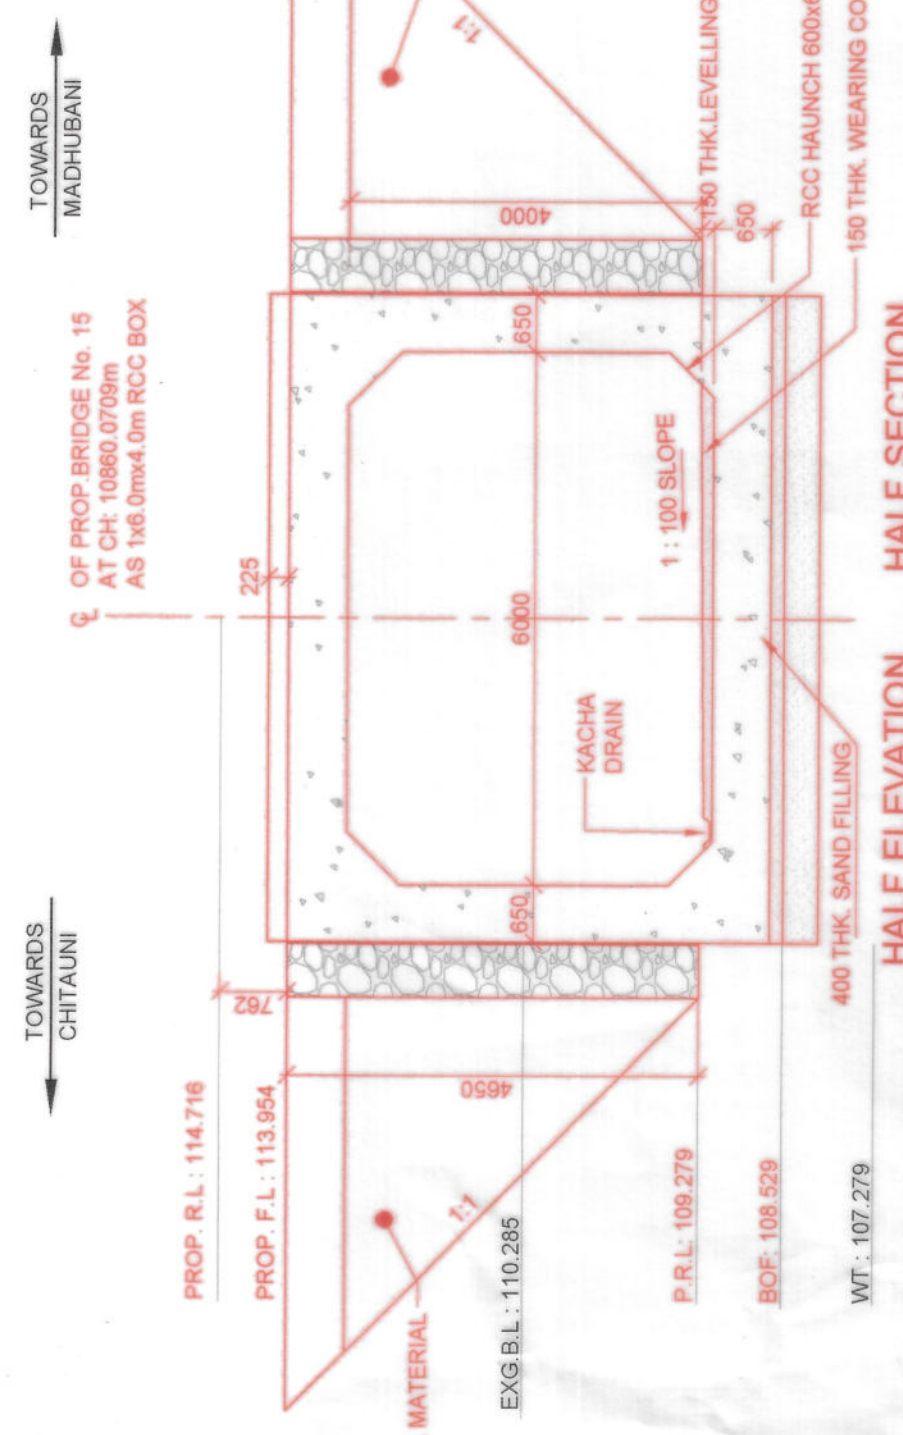 TOWARDS
CHITAUNI
TOWARDS
MADHUBANI
℄ OF PROP.BRIDGE No. 15
AT CH: 10860.0709m
AS 1x6.0mx4.0m RCC BOX
PROP. R.L : 114.716
762
225
PROP. F.L : 113.954
4650
1:1
MATERIAL
EXG.B.L : 110.285
650
6000
650
4000
1:1
KACHA
DRAIN
1 : 100 SLOPE
P.R.L: 109.279
150 THK.LEVELLING
650
BOF: 108.529
RCC HAUNCH
400 THK. SAND FILLING
150 THK. WEARING
WT : 107.279
HALF ELEVATION
HALF SECTION